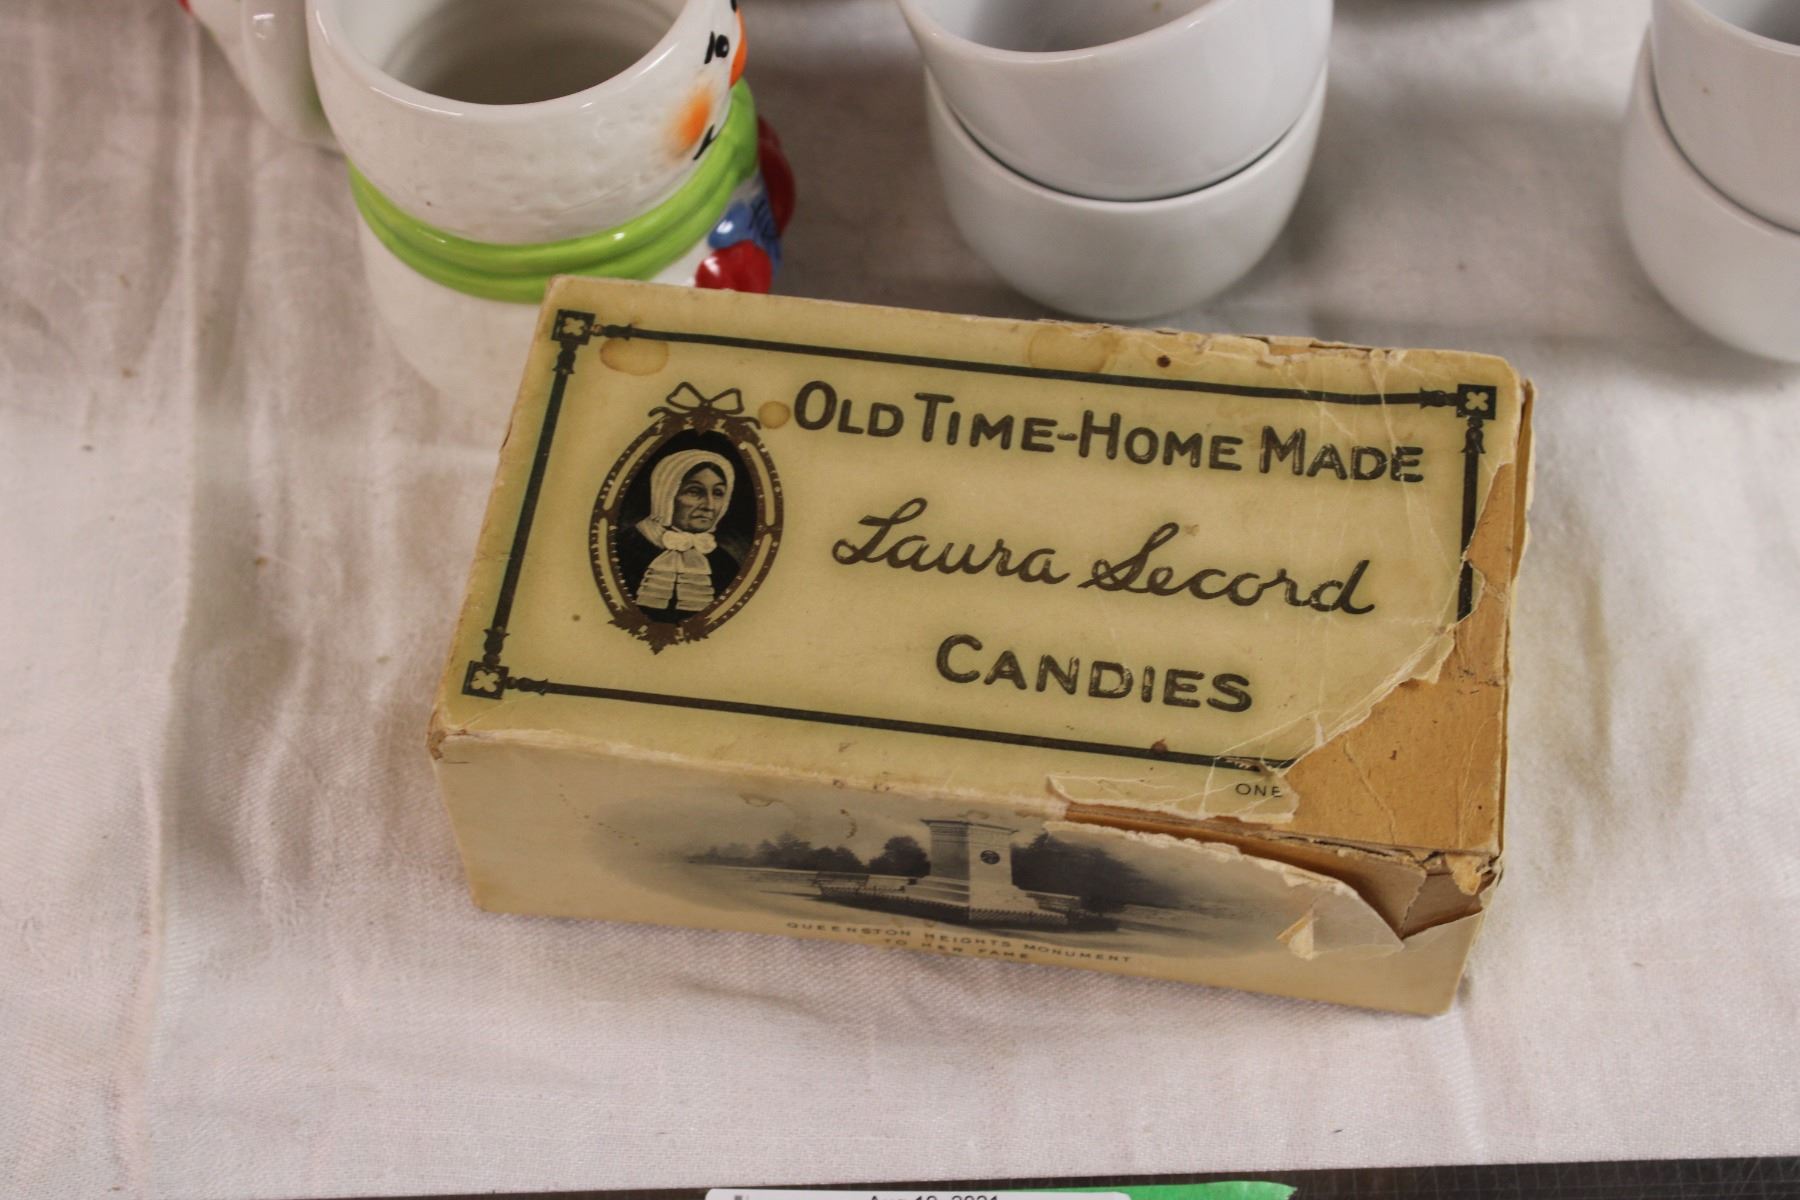 OLD TIME-HOME MADE
Laura Secord
CANDIES
ONE
QUEENSTON HEIGHTS MONUMENT
TO HER FAME